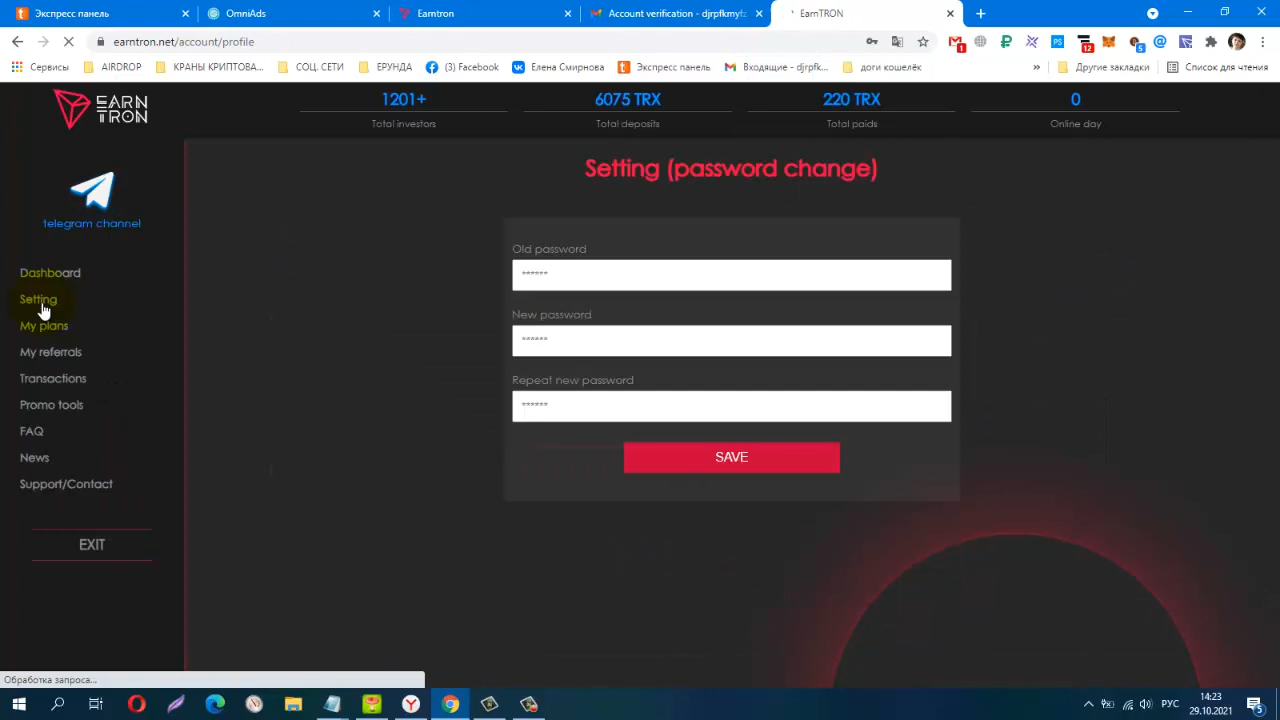 Экспресс панель
OmniAds
Earntron
Account verification - djrpfkmyfz
EarnTRON
earntron.net/account/profile
1
12
5
Сервисы
AIRDROP
КРАНЫ КРИПТОВА...
СОЦ. СЕТИ
ЕРУНДА
(3) Facebook
Елена Смирнова
Экспресс панель
Входящие - djrpfk...
доги кошелёк
»
Другие закладки
Список для чтения
EARN
TRON
1201+
Total investors
6075 TRX
Total deposits
220 TRX
Total paids
0
Online day
telegram channel
Dashboard
Setting
My plans
My referrals
Transactions
Promo tools
FAQ
News
Support/Contact
EXIT
Setting (password change)
Old password
******
New password
******
Repeat new password
******
SAVE
Обработка запроса...
РУС
14:23
29.10.2021